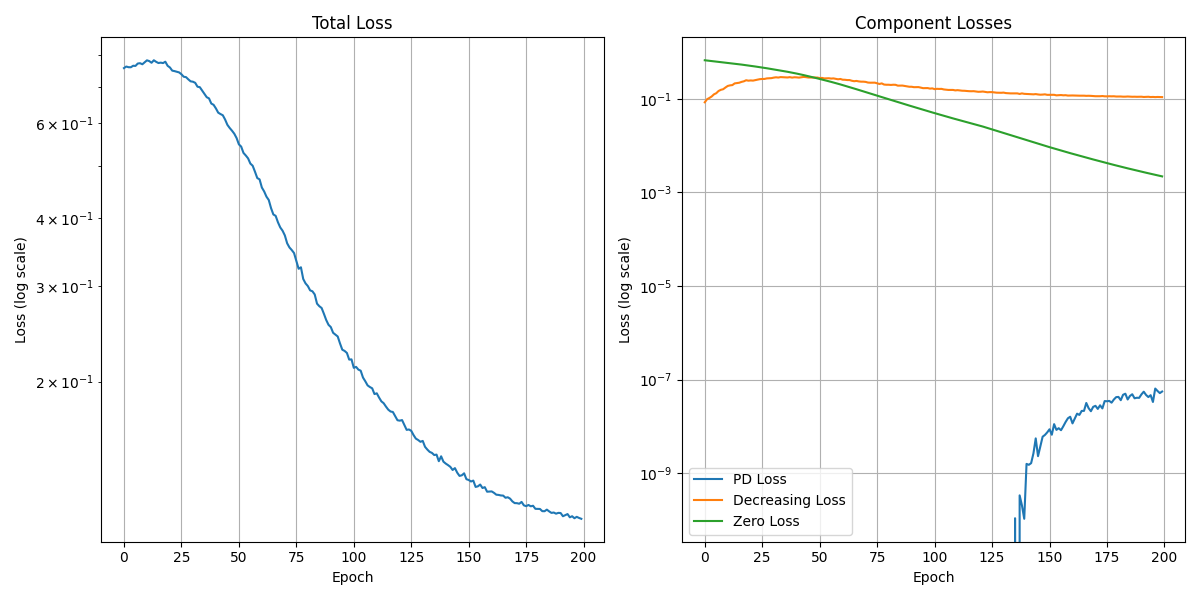 Total Loss
Loss (log scale)
6 × 10⁻¹
4 × 10⁻¹
3 × 10⁻¹
2 × 10⁻¹
0 25 50 75 100 125 150 175 200
Epoch
Component Losses
Loss (log scale)
10⁻¹
10⁻³
10⁻⁵
10⁻⁷
10⁻⁹
PD Loss
Decreasing Loss
Zero Loss
0 25 50 75 100 125 150 175 200
Epoch